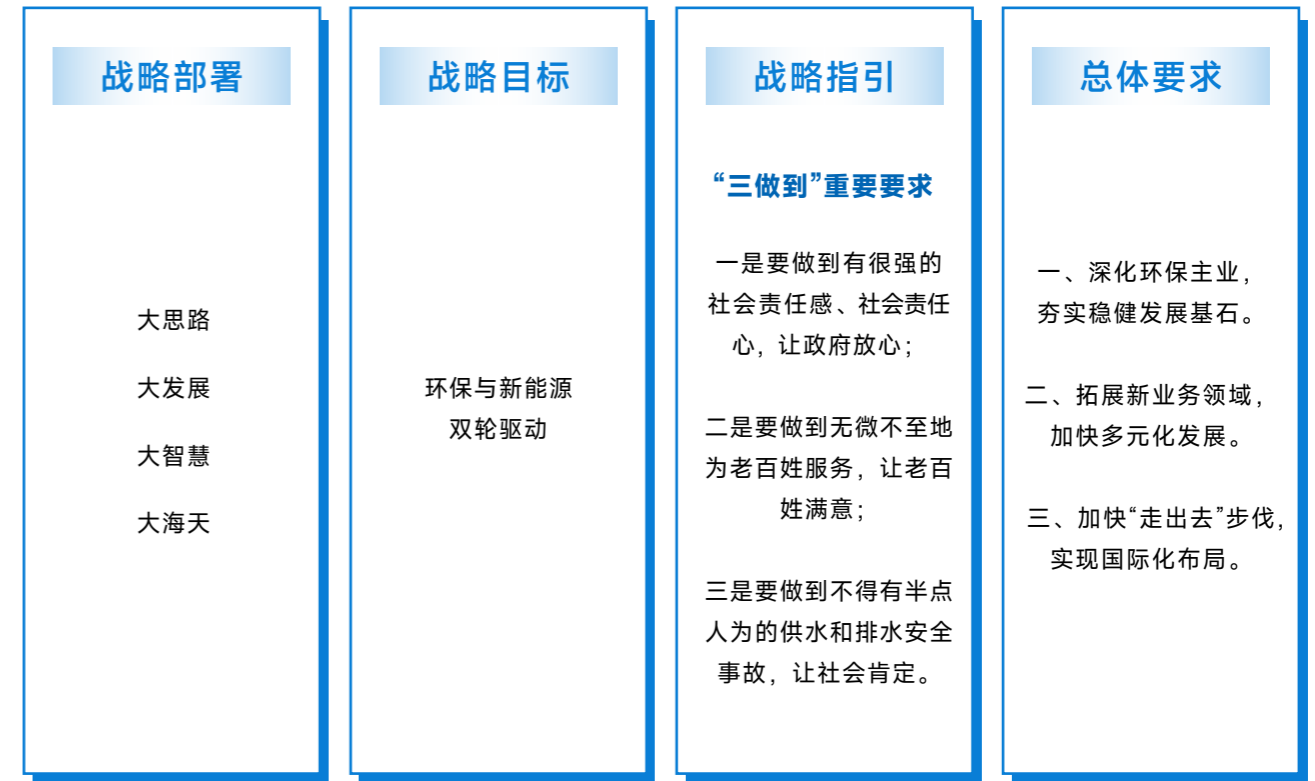 战略部署
大思路
大发展
大智慧
大海天
战略目标
环保与新能源
双轮驱动
战略指引
“三做到”重要要求
一是要做到有很强的
社会责任感、社会责任
心，让政府放心；
二是要做到无微不至地
为老百姓服务，让老百
姓满意；
三是要做到不得有半点
人为的供水和排水安全
事故，让社会肯定。
总体要求
一、深化环保主业，
夯实稳健发展基石。
二、拓展新业务领域，
加快多元化发展。
三、加快“走出去”步伐，
实现国际化布局。